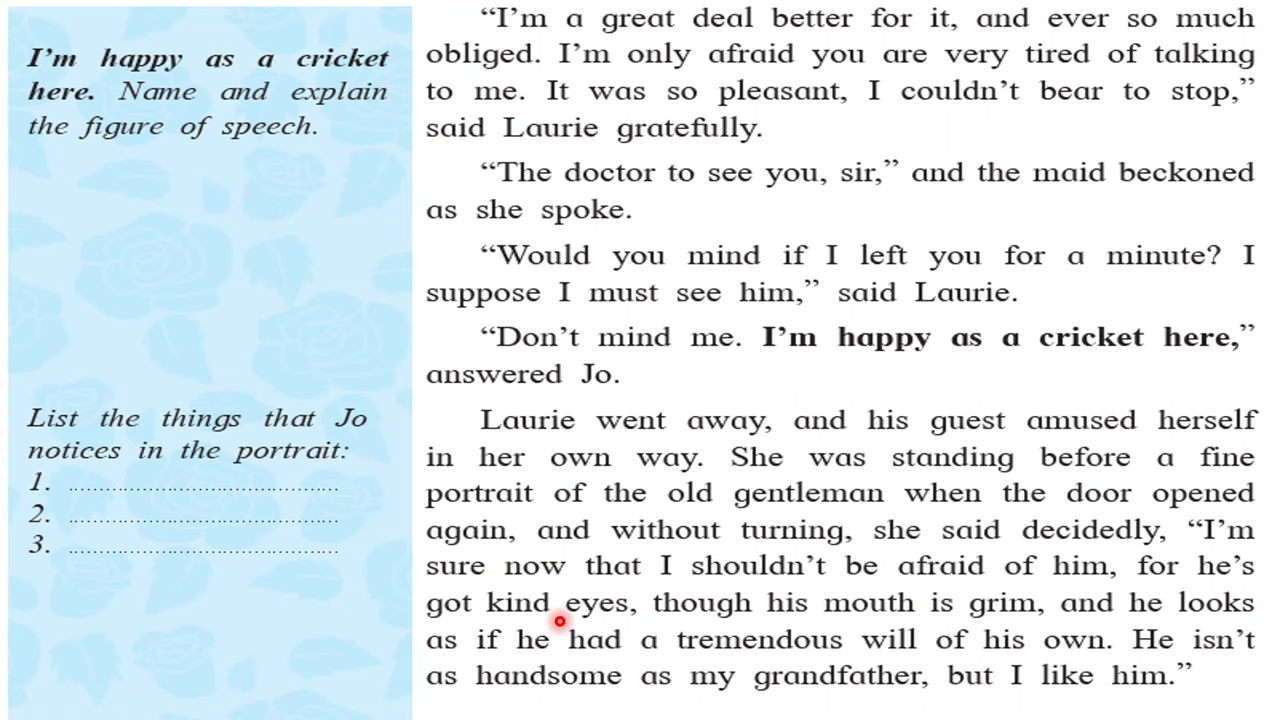 I'm happy as a cricket
here. Name and explain
the figure of speech.
List the things that Jo
notices in the portrait:
1. ............................................
2. ............................................
3. ............................................
“I'm a great deal better for it, and ever so much
obliged. I'm only afraid you are very tired of talking
to me. It was so pleasant, I couldn't bear to stop,”
said Laurie gratefully.
“The doctor to see you, sir,” and the maid beckoned
as she spoke.
“Would you mind if I left you for a minute? I
suppose I must see him,” said Laurie.
“Don't mind me. I'm happy as a cricket here,”
answered Jo.
Laurie went away, and his guest amused herself
in her own way. She was standing before a fine
portrait of the old gentleman when the door opened
again, and without turning, she said decidedly, “I'm
sure now that I shouldn't be afraid of him, for he's
got kind eyes, though his mouth is grim, and he looks
as if he had a tremendous will of his own. He isn't
as handsome as my grandfather, but I like him.”